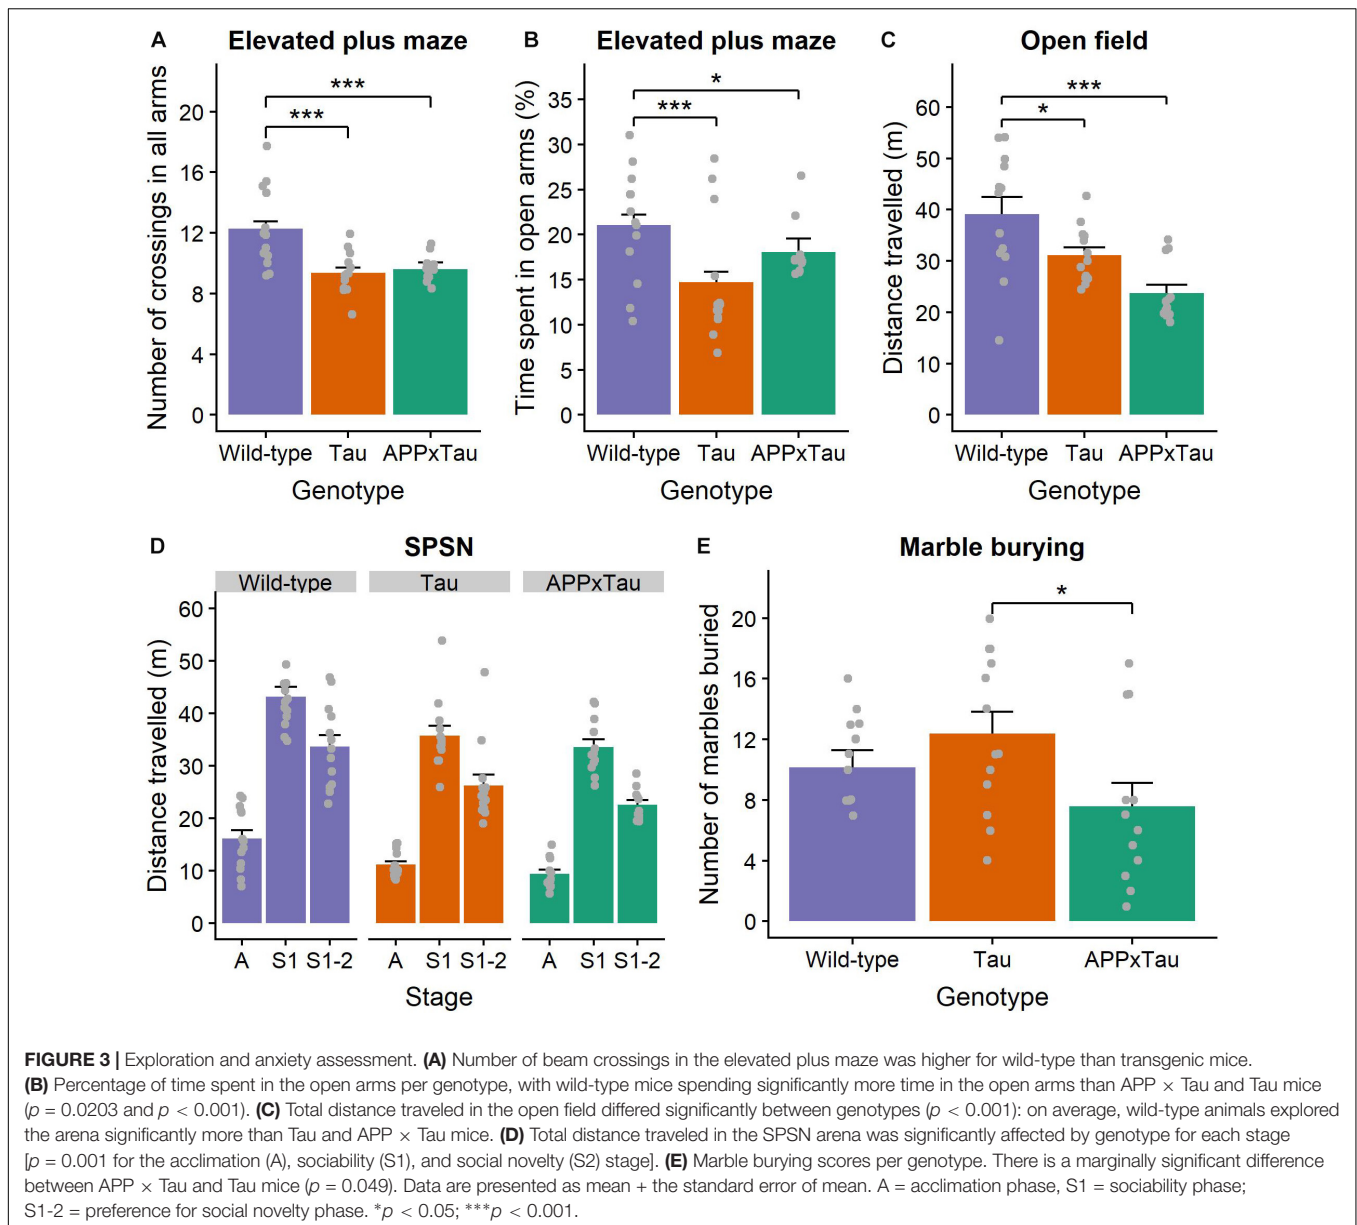 A Elevated plus maze
Number of crossings in all arms
20
16
12
8
4
0
*** ***
Wild-type Tau APPxTau
Genotype
B Elevated plus maze
Time spent in open arms (%)
35
30
25
20
15
10
5
0
* ***
Wild-type Tau APPxTau
Genotype
C Open field
Distance travelled (m)
60
50
40
30
20
10
0
*** *
Wild-type Tau APPxTau
Genotype
D SPSN
Wild-type Tau APPxTau
Distance travelled (m)
60
50
40
30
20
10
0
A S1 S1-2 A S1 S1-2 A S1 S1-2
Stage
E Marble burying
Number of marbles buried
20
16
12
8
4
0
*
Wild-type Tau APPxTau
Genotype
FIGURE 3 | Exploration and anxiety assessment. (A) Number of beam crossings in the elevated plus maze was higher for wild-type than transgenic mice.
(B) Percentage of time spent in the open arms per genotype, with wild-type mice spending significantly more time in the open arms than APP × Tau and Tau mice
(p = 0.0203 and p < 0.001). (C) Total distance traveled in the open field differed significantly between genotypes (p < 0.001): on average, wild-type animals explored
the arena significantly more than Tau and APP × Tau mice. (D) Total distance traveled in the SPSN arena was significantly affected by genotype for each stage
[p = 0.001 for the acclimation (A), sociability (S1), and social novelty (S2) stage]. (E) Marble burying scores per genotype. There is a marginally significant difference
between APP × Tau and Tau mice (p = 0.049). Data are presented as mean + the standard error of mean. A = acclimation phase, S1 = sociability phase;
S1-2 = preference for social novelty phase. *p < 0.05; ***p < 0.001.